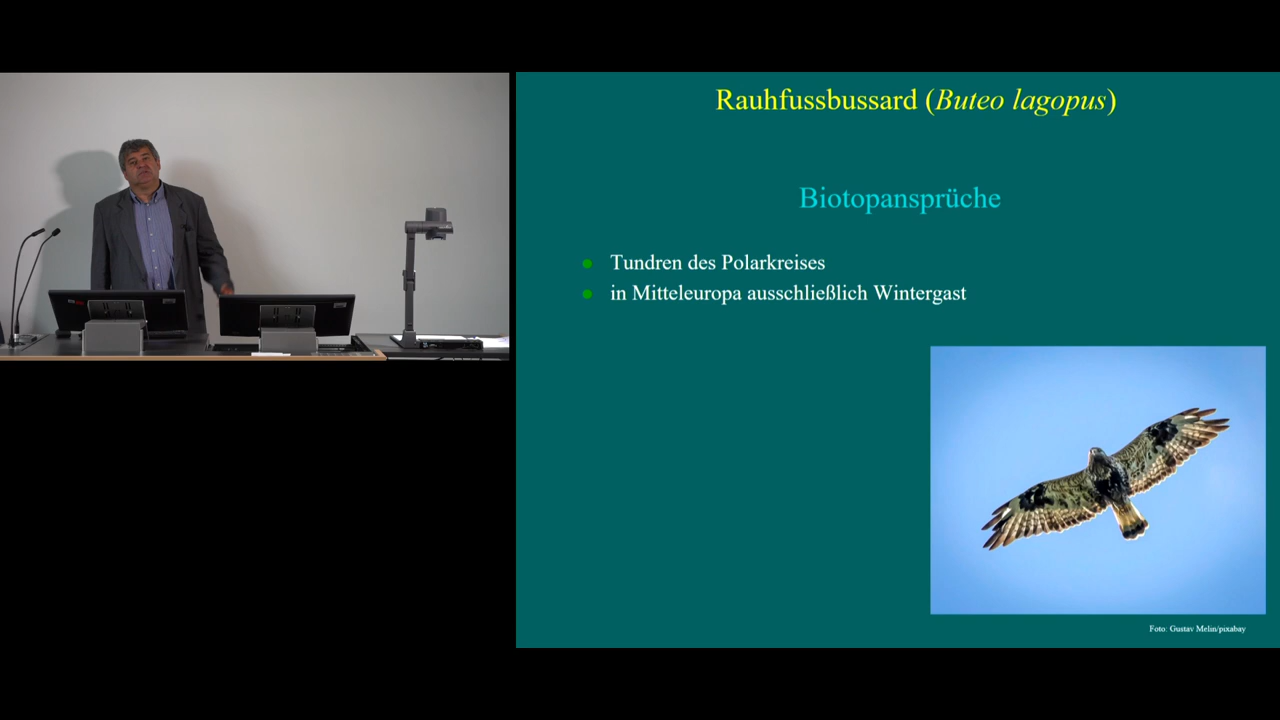 Rauhfussbussard (Buteo lagopus)
Biotopansprüche
Tundren des Polarkreises
in Mitteleuropa ausschließlich Wintergast
Foto: Gustav Melin/pixabay